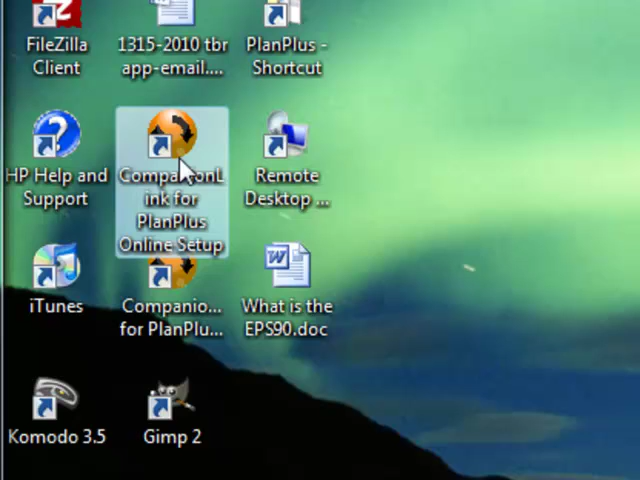 FileZilla
Client
1315-2010 tbr
app-email....
PlanPlus -
Shortcut
HP Help and
Support
CompanionL
ink for
PlanPlus
Online Setup
Remote
Desktop ...
iTunes
Companio...
for PlanPlu...
What is the
EPS90.doc
Komodo 3.5
Gimp 2